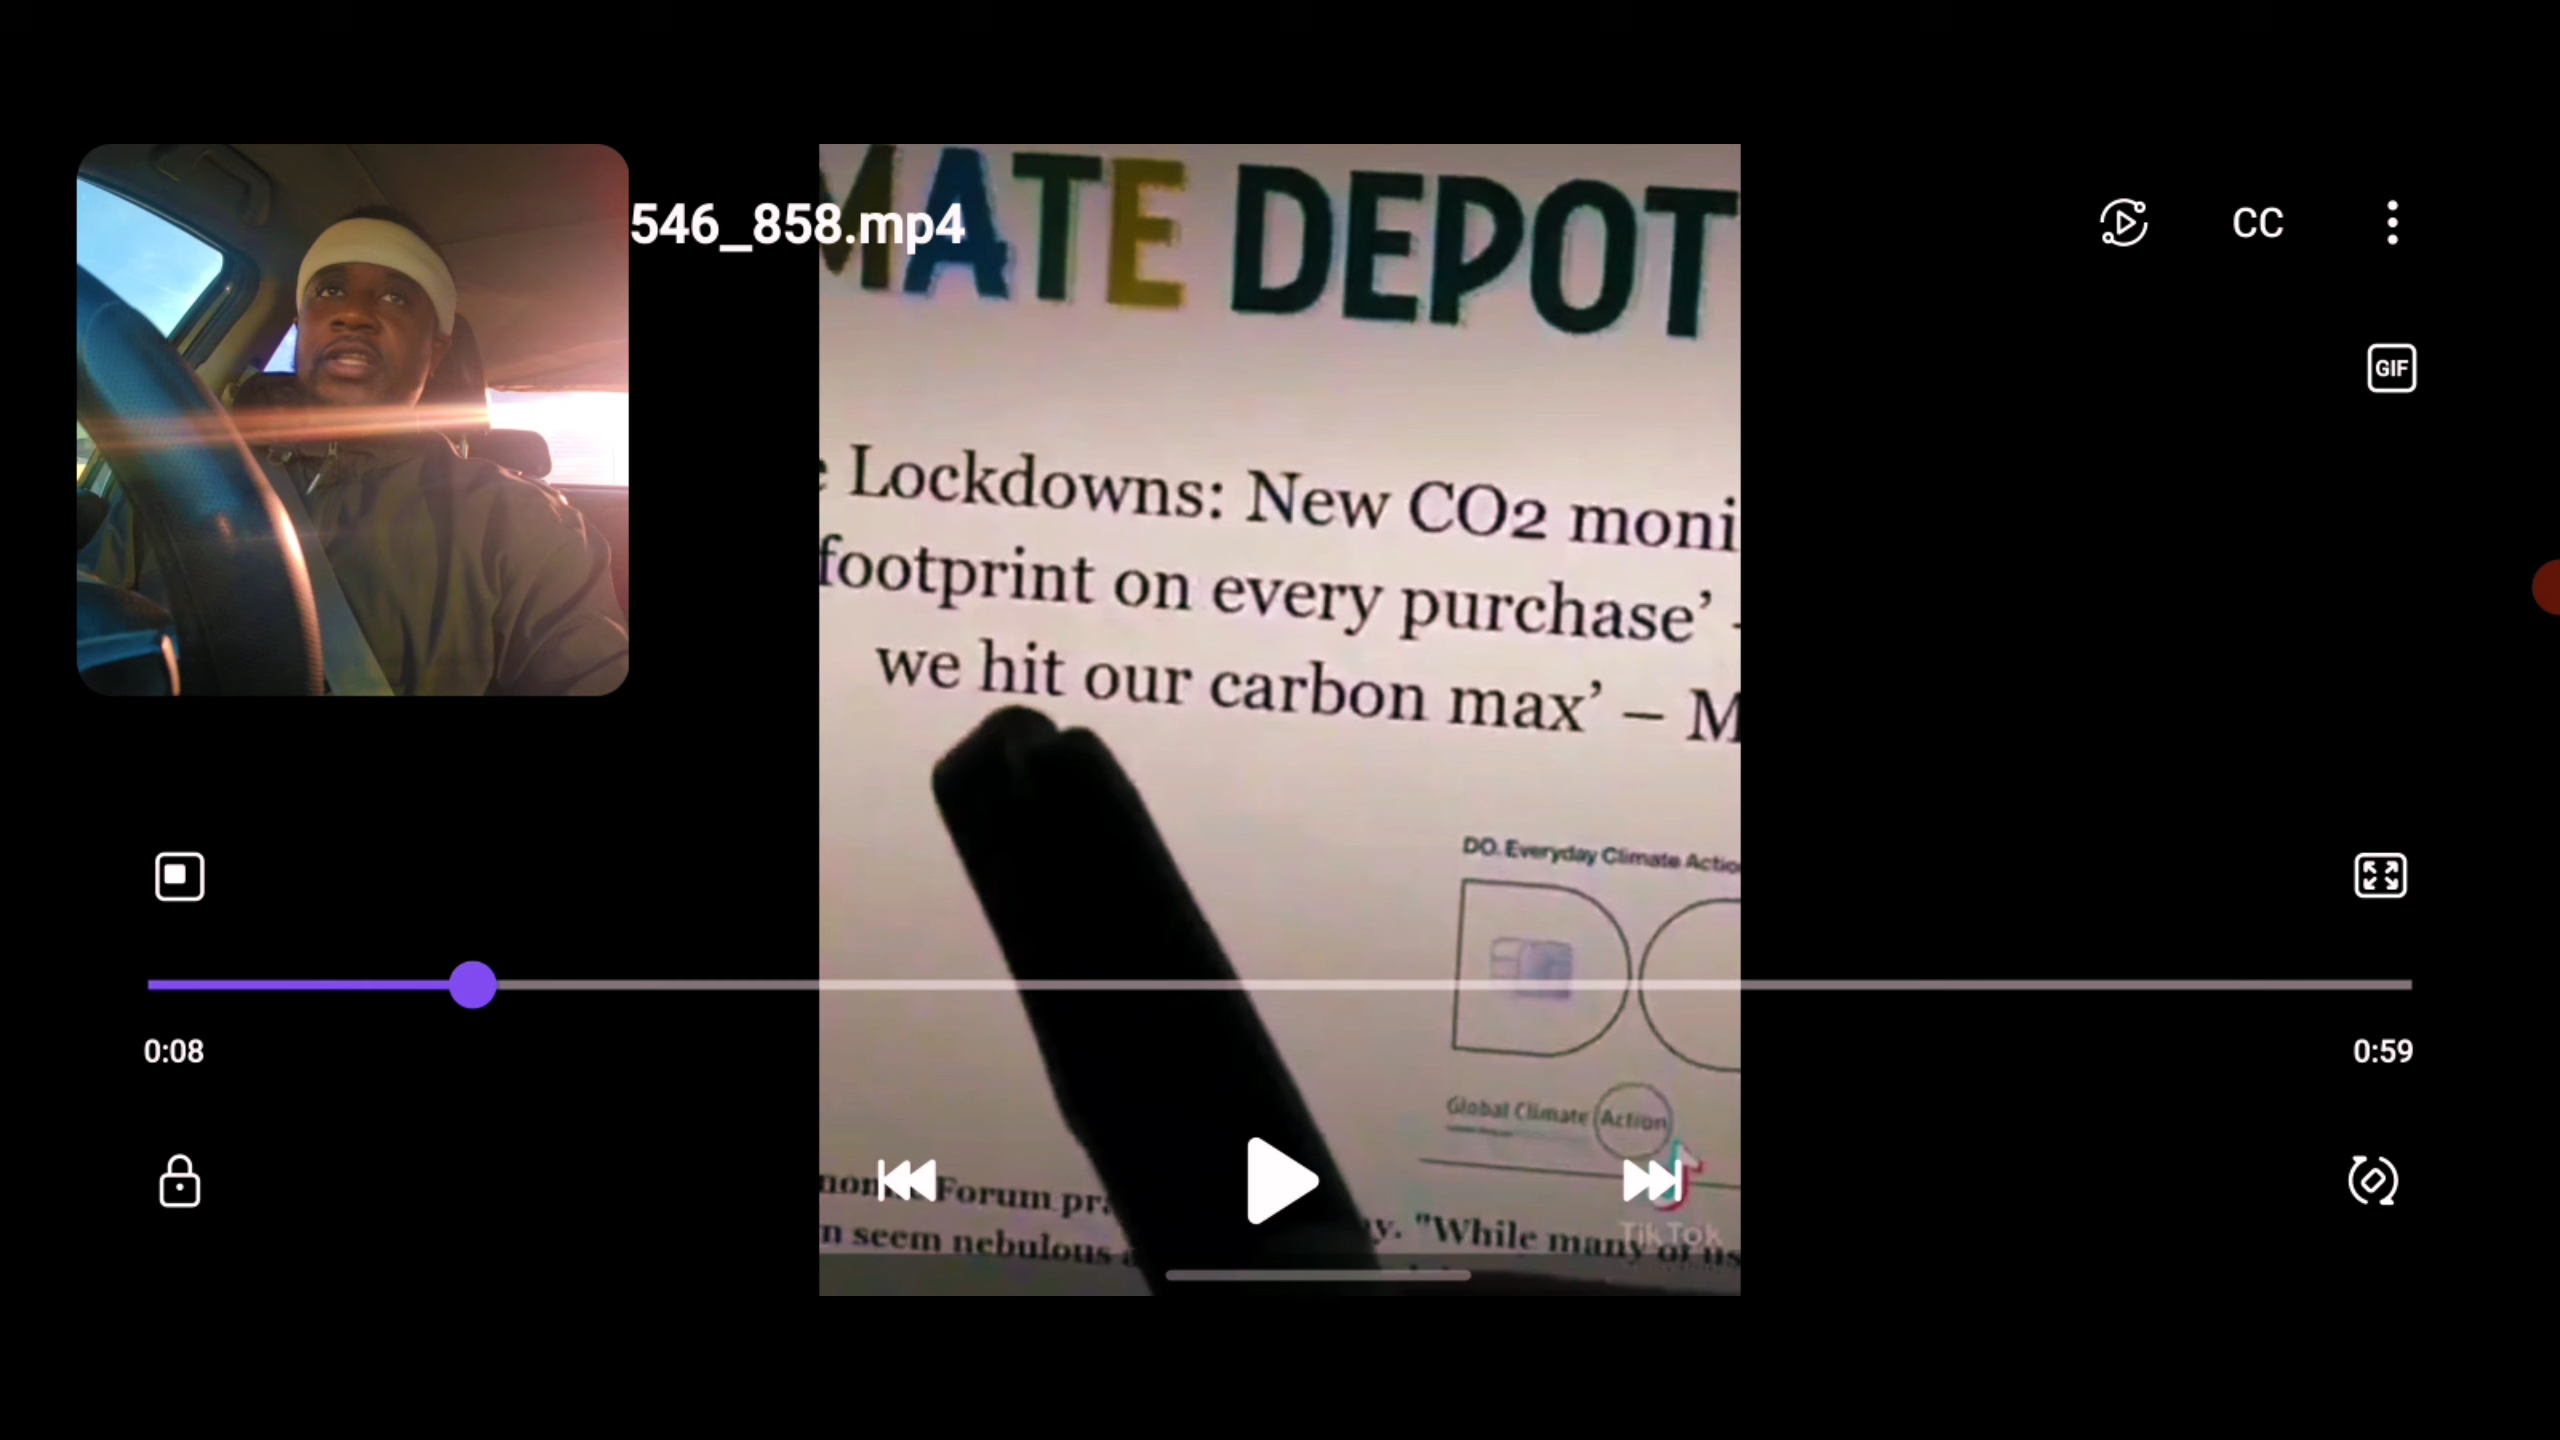 546_858.mp4
CC
GIF
MATE DEPOT
Lockdowns: New CO2 moni
footprint on every purchase’ -
we hit our carbon max’ – M
DO. Everyday Climate Actio
DO
Global Climate Action
Forum pr
y. "While many of us
n seem nebulous
TikTok
0:08
0:59